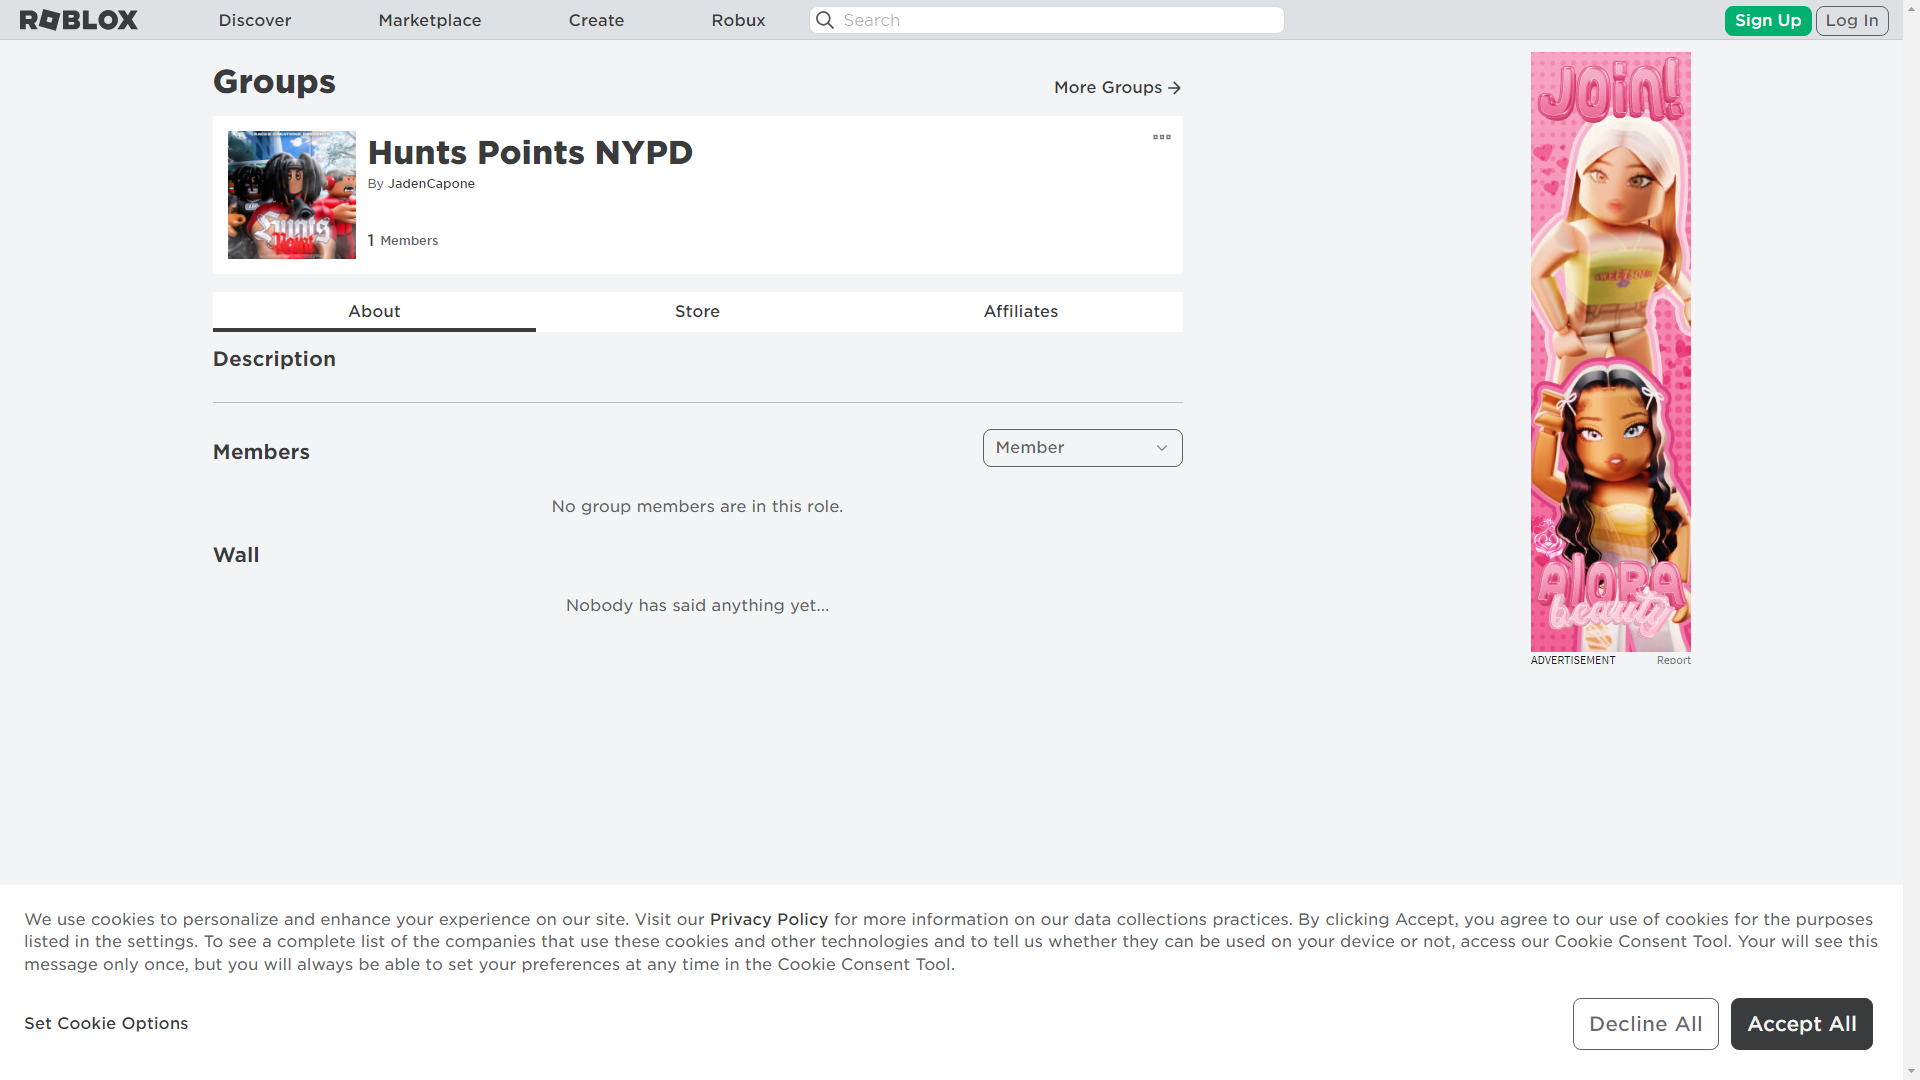 ROBLOX
Discover
Marketplace
Create
Robux
Search
Sign Up
Log In
Groups
More Groups
Hunts Points NYPD
By JadenCapone
1 Members
Hunts
Point
About
Store
Affiliates
Description
Members
Member
No group members are in this role.
Wall
Nobody has said anything yet...
Join!
AlORA
beauty
ADVERTISEMENT
Report
We use cookies to personalize and enhance your experience on our site. Visit our Privacy Policy for more information on our data collections practices. By clicking Accept, you agree to our use of cookies for the purposes
listed in the settings. To see a complete list of the companies that use these cookies and other technologies and to tell us whether they can be used on your device or not, access our Cookie Consent Tool. Your will see this
message only once, but you will always be able to set your preferences at any time in the Cookie Consent Tool.
Set Cookie Options
Decline All
Accept All